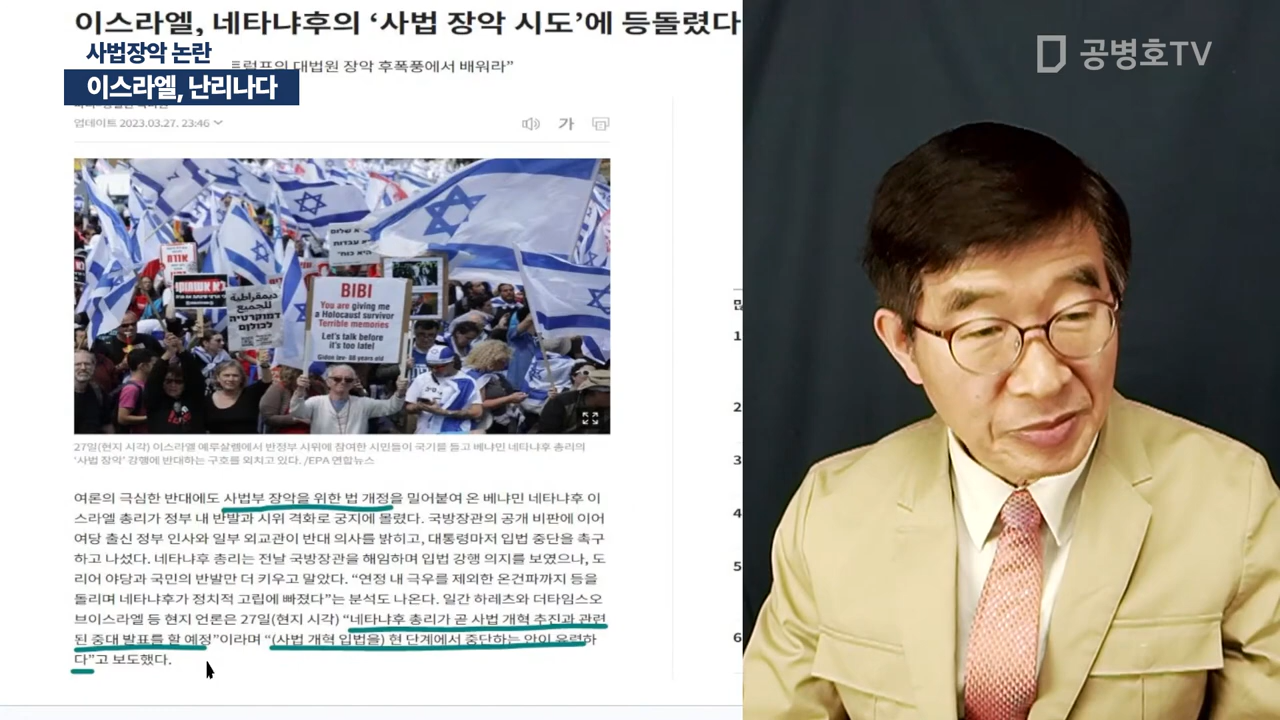 이스라엘, 네타냐후의 ‘사법 장악 시도’에 등돌렸다
사법장악 논란
트럼프의 대법원 장악 후폭풍에서 배워라”
이스라엘, 난리나다
업데이트 2023.03.27. 23:46
가
공병호TV
BIBI
You are giving me
a Holocaust survivor
Terrible memories
Let's talk before
it's too late!
ديمقراطية
للجميع
27일(현지 시각) 이스라엘 예루살렘에서 반정부 시위에 참여한 시민들이 국기를 들고 베냐민 네타냐후 총리의
‘사법 장악’ 강행에 반대하는 구호를 외치고 있다. /EPA 연합뉴스
여론의 극심한 반대에도 사법부 장악을 위한 법 개정을 밀어붙여 온 베냐민 네타냐후 이
스라엘 총리가 정부 내 반발과 시위 격화로 궁지에 몰렸다. 국방장관의 공개 비판에 이어
여당 출신 정부 인사와 일부 외교관이 반대 의사를 밝히고, 대통령마저 입법 중단을 촉구
하고 나섰다. 네타냐후 총리는 전날 국방장관을 해임하며 입법 강행 의지를 보였으나, 도
리어 야당과 국민의 반발만 더 키우고 말았다. “연정 내 극우를 제외한 온건파까지 등을
돌리며 네타냐후가 정치적 고립에 빠졌다”는 분석도 나온다. 일간 하레츠와 더타임스오
브이스라엘 등 현지 언론은 27일(현지 시각) “네타냐후 총리가 곧 사법 개혁 추진과 관련
된 중대 발표를 할 예정”이라며 “(사법 개혁 입법을) 현 단계에서 중단하는 안이 유력하
다”고 보도했다.
1
2
3
4
5
6